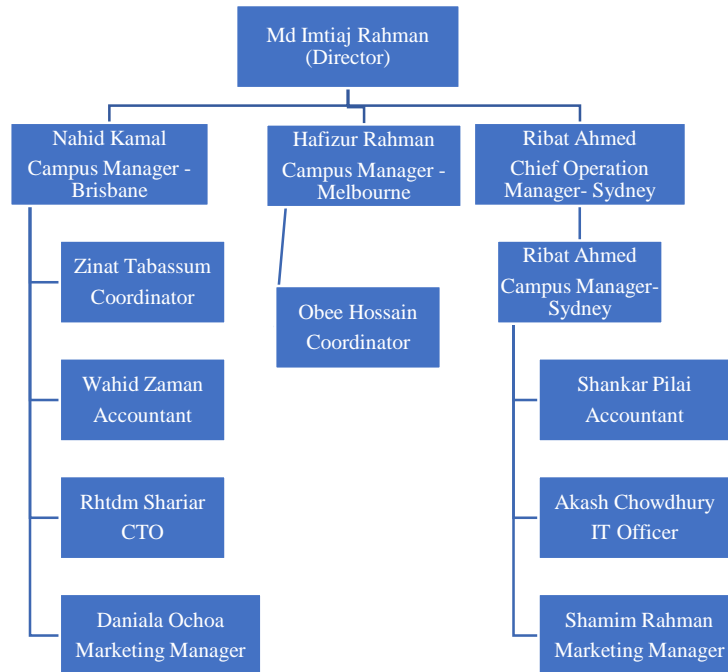 Md Imtiaj Rahman
(Director)
Nahid Kamal
Campus Manager -
Brisbane
Hafizur Rahman
Campus Manager -
Melbourne
Ribat Ahmed
Chief Operation
Manager- Sydney
Zinat Tabassum
Coordinator
Obee Hossain
Coordinator
Ribat Ahmed
Campus Manager-
Sydney
Wahid Zaman
Accountant
Shankar Pilai
Accountant
Rhtdm Shariar
CTO
Akash Chowdhury
IT Officer
Daniala Ochoa
Marketing Manager
Shamim Rahman
Marketing Manager